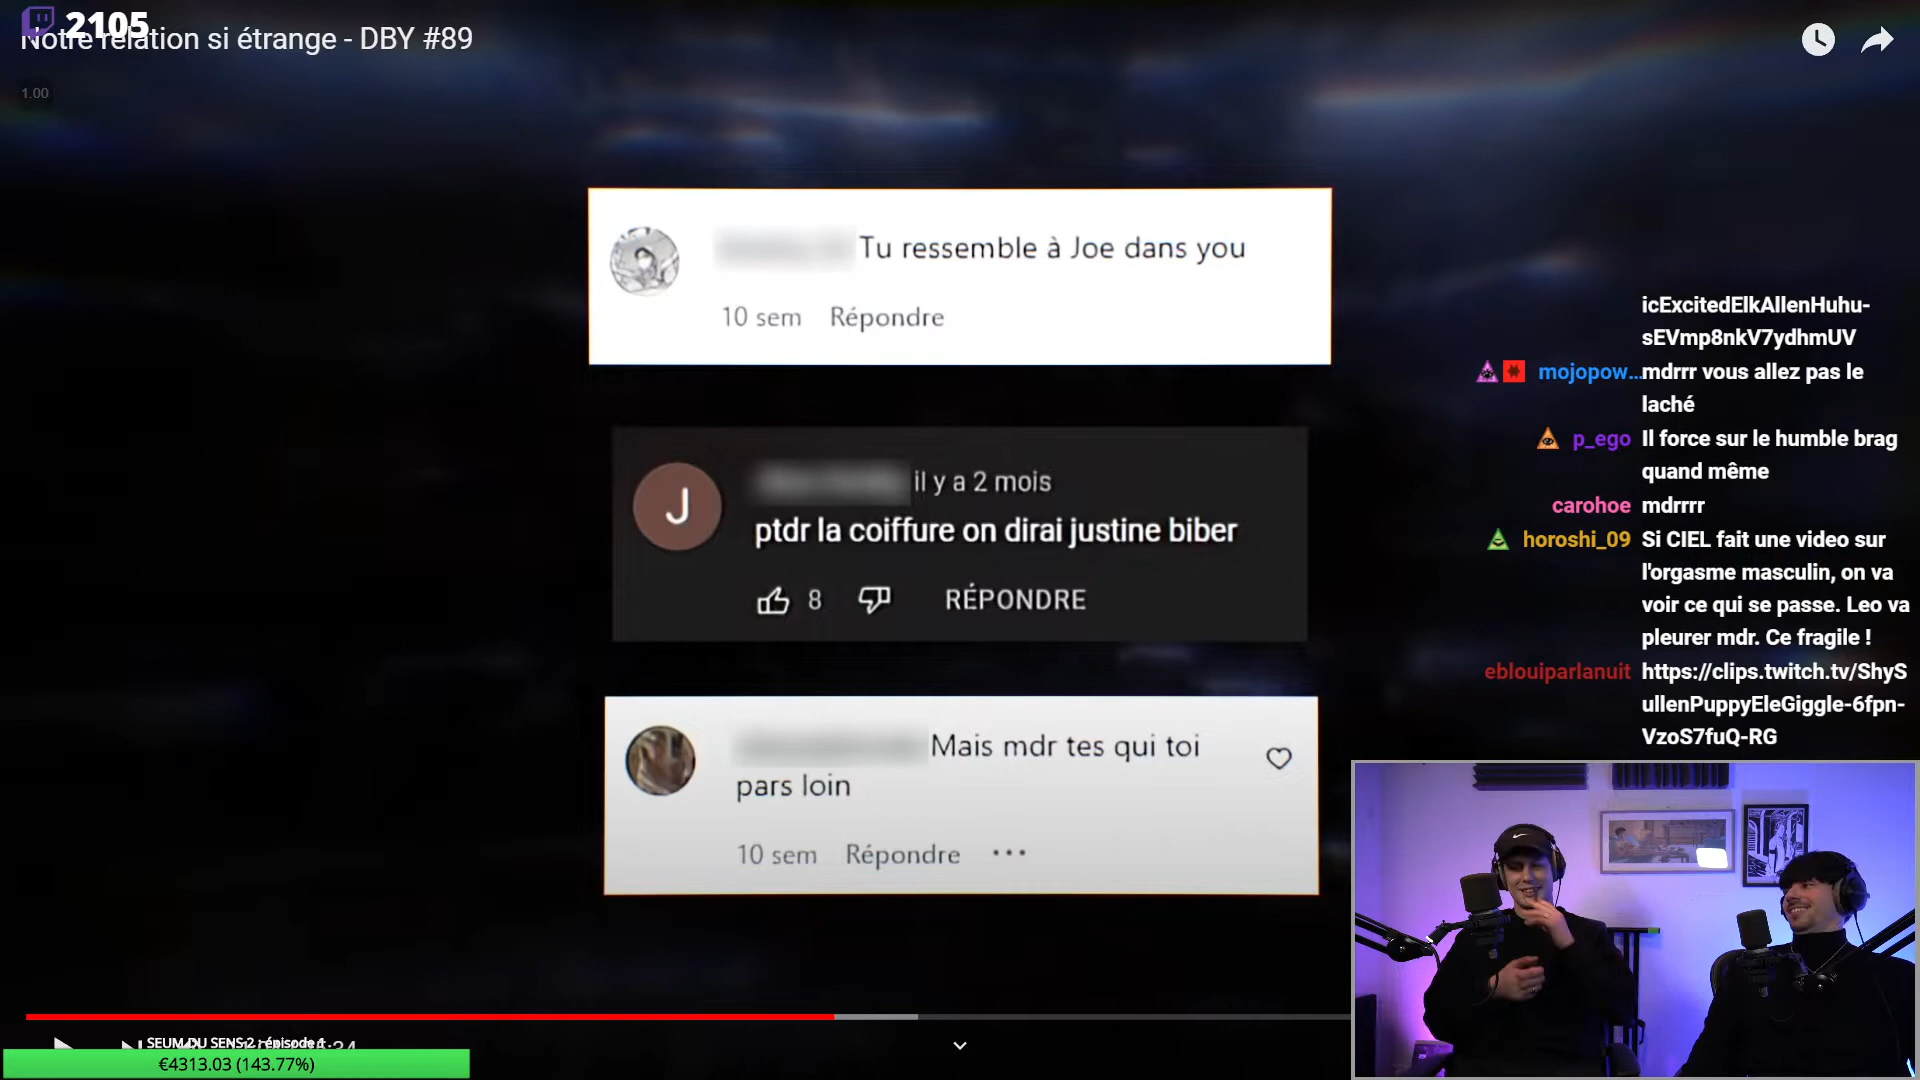 2105
Notre relation si étrange - DBY #89
1.00
Tu ressemble à Joe dans you
10 sem Répondre
J
il y a 2 mois
ptdr la coiffure on dirai justine biber
8 RÉPONDRE
Mais mdr tes qui toi
pars loin
10 sem Répondre
icExcitedElkAllenHuhu-
sEVmp8nkV7ydhmUV
mojopow... mdrrr vous allez pas le
laché
p_ego Il force sur le humble brag
quand même
carohoe mdrrrr
horoshi_09 Si CIEL fait une video sur
l'orgasme masculin, on va
voir ce qui se passe. Leo va
pleurer mdr. Ce fragile !
eblouiparlanuit https://clips.twitch.tv/ShyS
ullenPuppyEleGiggle-6fpn-
VzoS7fuQ-RG
SEUM DU SENS 2 : épisode 1
€4313.03 (143.77%)